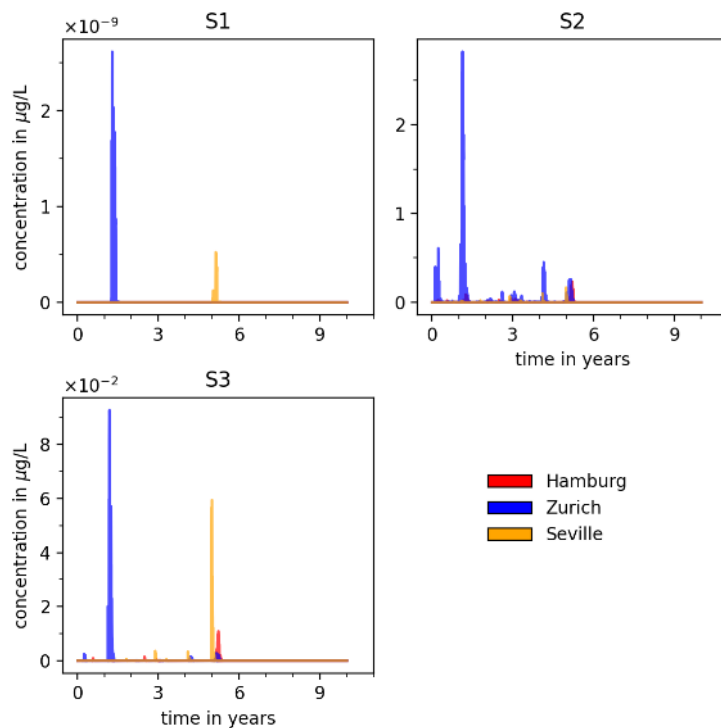 S1
×10⁻⁹
concentration in μg/L
2
1
0
0 3 6 9
S2
2
1
0
0 3 6 9
time in years
S3
×10⁻²
concentration in μg/L
8
6
4
2
0
0 3 6 9
time in years
Hamburg
Zurich
Seville